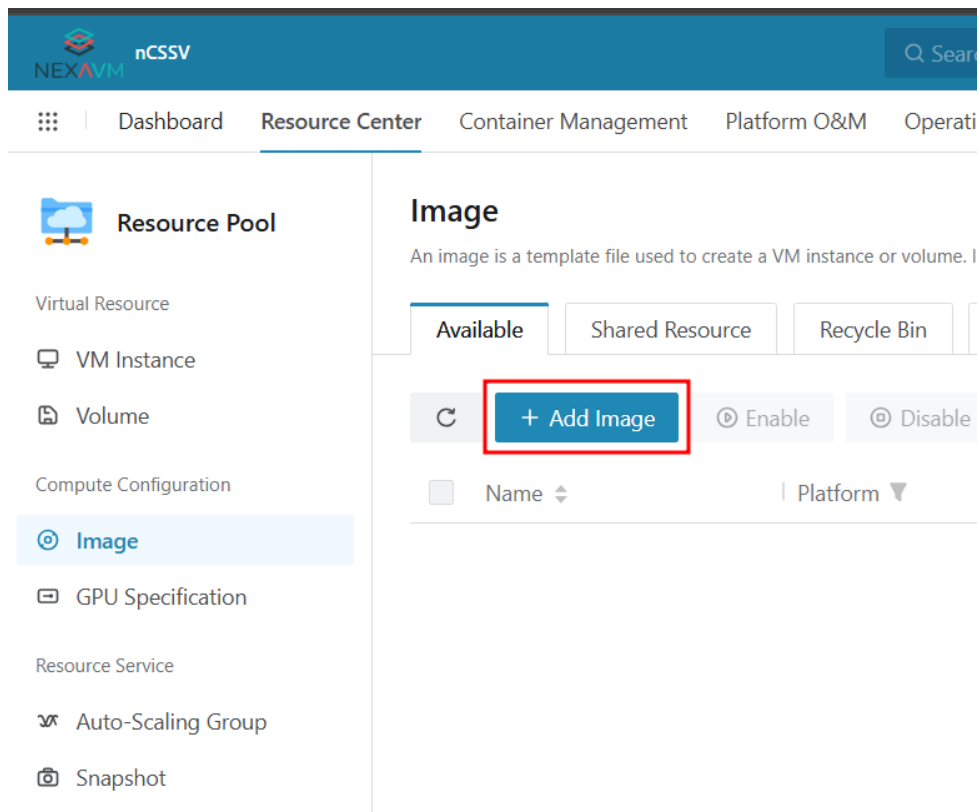 NEXAVM nCSSV
Dashboard Resource Center Container Management Platform O&M
Resource Pool
Virtual Resource
VM Instance
Volume
Compute Configuration
Image
GPU Specification
Resource Service
Auto-Scaling Group
Snapshot
Image
An image is a template file used to create a VM instance or volume.
Available Shared Resource Recycle Bin
+ Add Image Enable Disable
Name Platform